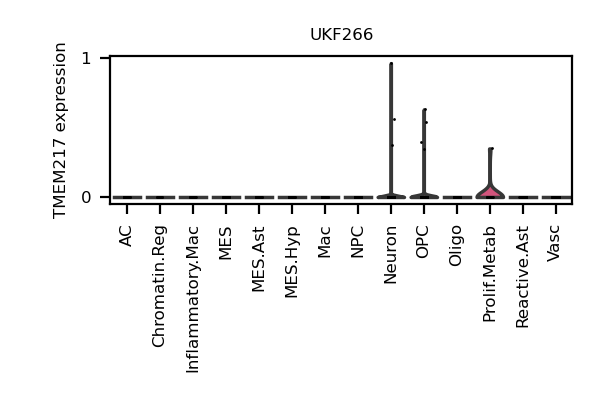 UKF266
TMEM217 expression
1
0
AC
Chromatin.Reg
Inflammatory.Mac
MES
MES.Ast
MES.Hyp
Mac
NPC
Neuron
OPC
Oligo
Prolif.Metab
Reactive.Ast
Vasc